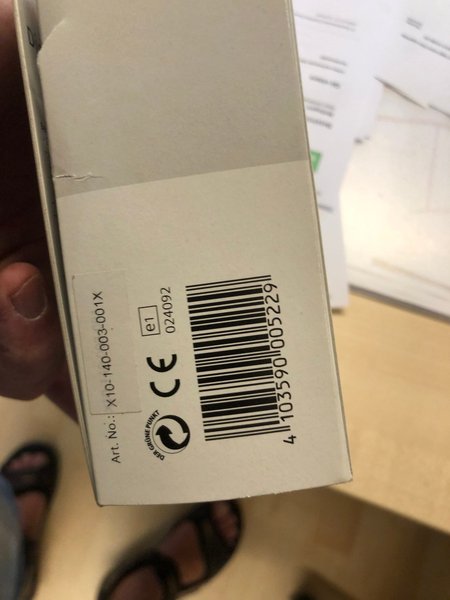 Art. No.: X10-140-003-001X
DER GRÜNE PUNKT
CE
e1
024092
4 103590 005229